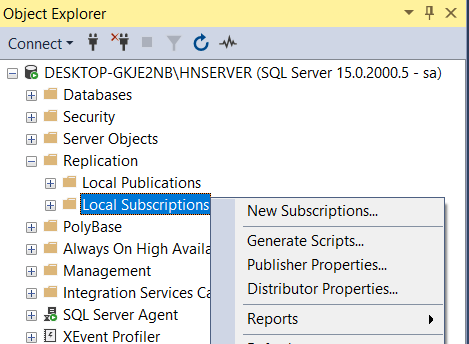 Object Explorer
Connect
DESKTOP-GKJE2NB\HNSERVER (SQL Server 15.0.2000.5 - sa)
Databases
Security
Server Objects
Replication
Local Publications
Local Subscriptions
PolyBase
Always On High Availa
Management
Integration Services Ca
SQL Server Agent
XEvent Profiler
New Subscriptions...
Generate Scripts...
Publisher Properties...
Distributor Properties...
Reports